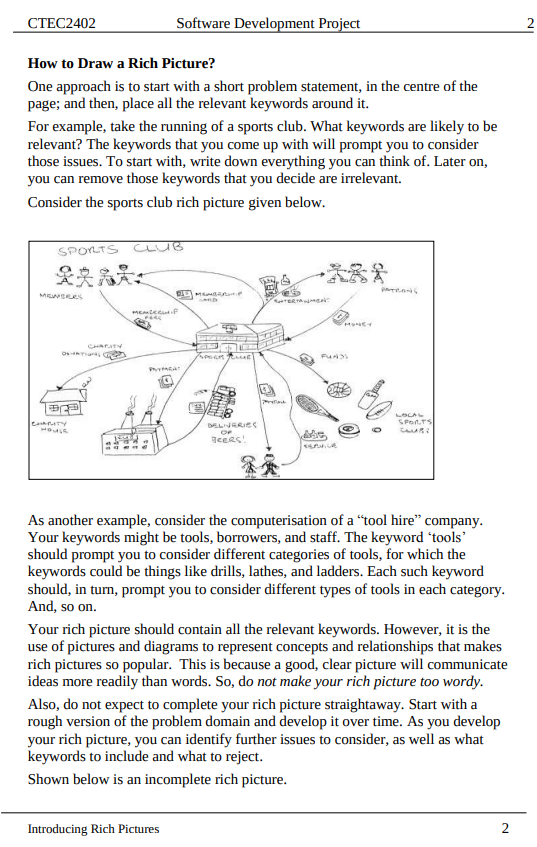 CTEC2402 Software Development Project 2
How to Draw a Rich Picture?
One approach is to start with a short problem statement, in the centre of the
page; and then, place all the relevant keywords around it.
For example, take the running of a sports club. What keywords are likely to be
relevant? The keywords that you come up with will prompt you to consider
those issues. To start with, write down everything you can think of. Later on,
you can remove those keywords that you decide are irrelevant.
Consider the sports club rich picture given below.
SPORTS CLUB
MEMBERS
MEMBERSHIP
CARD
ENTERTAINMENT
PATRONS
MEMBERSHIP
FEES
MONEY
CHARITY
DONATIONS
SPORTS CLUB
FUNDS
PAYMENT
CHARITY
HOUSE
DELIVERIES
OF
BEERS!
LOCAL
SPORTS
CLUBS
SERVICE
As another example, consider the computerisation of a “tool hire” company.
Your keywords might be tools, borrowers, and staff. The keyword ‘tools’
should prompt you to consider different categories of tools, for which the
keywords could be things like drills, lathes, and ladders. Each such keyword
should, in turn, prompt you to consider different types of tools in each category.
And, so on.
Your rich picture should contain all the relevant keywords. However, it is the
use of pictures and diagrams to represent concepts and relationships that makes
rich pictures so popular. This is because a good, clear picture will communicate
ideas more readily than words. So, do not make your rich picture too wordy.
Also, do not expect to complete your rich picture straightaway. Start with a
rough version of the problem domain and develop it over time. As you develop
your rich picture, you can identify further issues to consider, as well as what
keywords to include and what to reject.
Shown below is an incomplete rich picture.
Introducing Rich Pictures 2